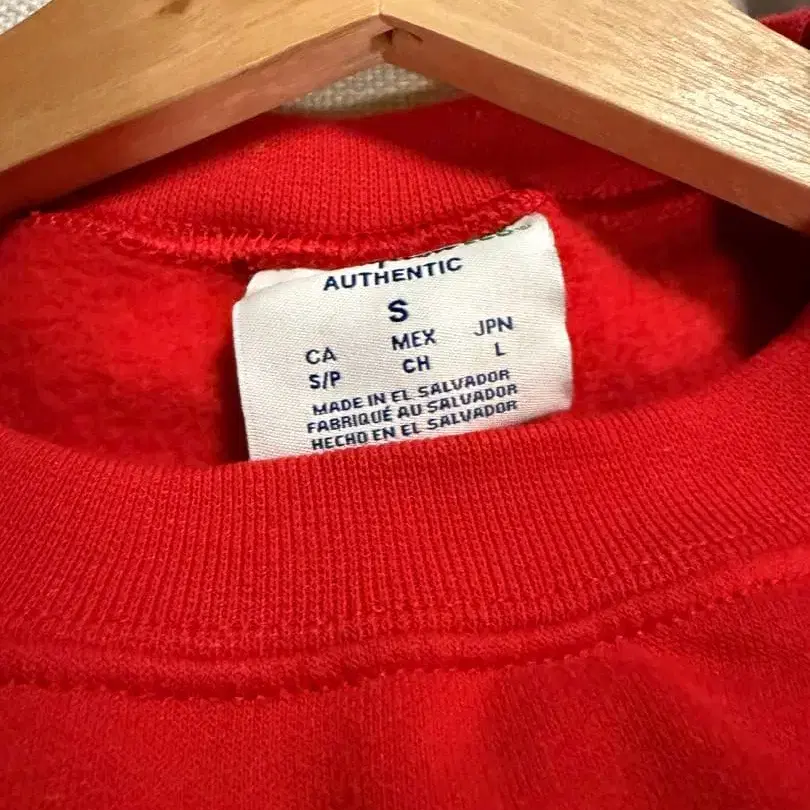 AUTHENTIC
S
CA MEX JPN
S/P CH L
MADE IN EL SALVADOR
FABRIQUÉ AU SALVADOR
HECHO EN EL SALVADOR